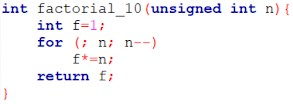 int factorial_10(unsigned int n){
    int f=1;
    for (; n; n--)
        f*=n;
    return f;
}